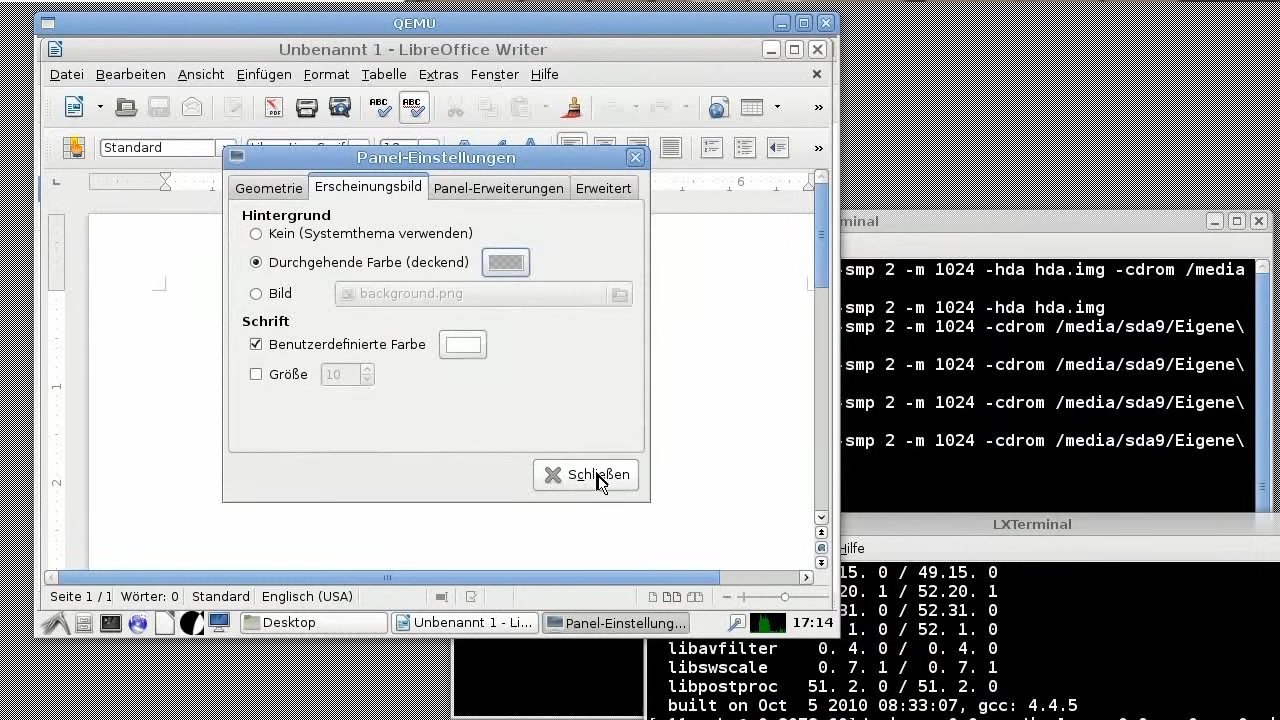 QEMU
Unbenannt 1 - LibreOffice Writer
Datei Bearbeiten Ansicht Einfügen Format Tabelle Extras Fenster Hilfe
ABC ABC
Standard
Panel-Einstellungen
6
Geometrie Erscheinungsbild Panel-Erweiterungen Erweitert
Hintergrund
Kein (Systemthema verwenden)
Durchgehende Farbe (deckend)
Bild background.png
Schrift
Benutzerdefinierte Farbe
Größe 10
Schließen
1
2
Seite 1 / 1 Wörter: 0 Standard Englisch (USA)
Desktop Unbenannt 1 - Li... Panel-Einstellung... 17:14
minal
smp 2 -m 1024 -hda hda.img -cdrom /media
smp 2 -m 1024 -hda hda.img
smp 2 -m 1024 -cdrom /media/sda9/Eigene\
smp 2 -m 1024 -cdrom /media/sda9/Eigene\
smp 2 -m 1024 -cdrom /media/sda9/Eigene\
smp 2 -m 1024 -cdrom /media/sda9/Eigene\
LXTerminal
Hilfe
15. 0 / 49.15. 0
20. 1 / 52.20. 1
31. 0 / 52.31. 0
1. 0 / 52. 1. 0
libavfilter 0. 4. 0 / 0. 4. 0
libswscale 0. 7. 1 / 0. 7. 1
libpostproc 51. 2. 0 / 51. 2. 0
built on Oct 5 2010 08:33:07, gcc: 4.4.5